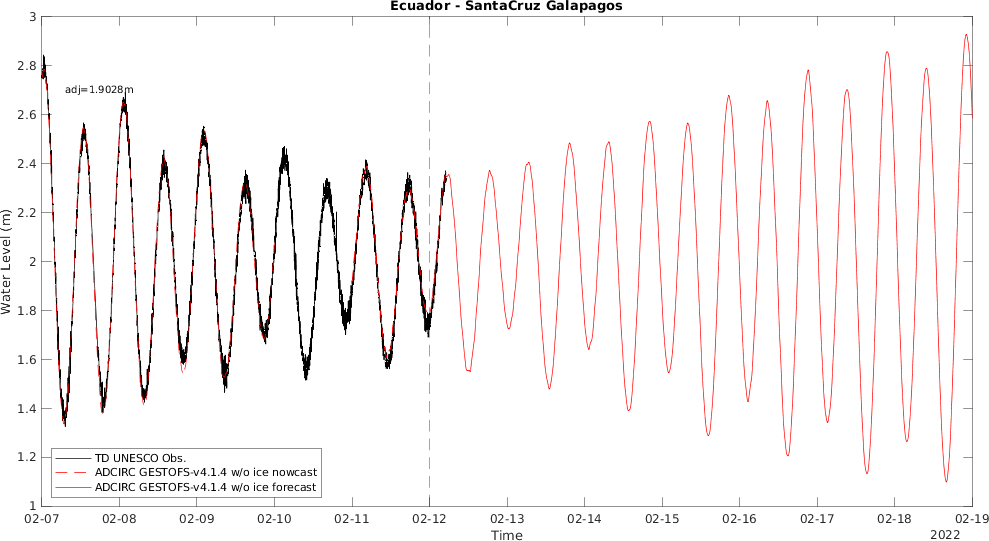 Ecuador - SantaCruz Galapagos
3
2.8
adj=1.9028m
2.6
2.4
2.2
Water Level (m)
2
1.8
1.6
1.4
1.2
1
TD UNESCO Obs.
ADCIRC GESTOFS-v4.1.4 w/o ice nowcast
ADCIRC GESTOFS-v4.1.4 w/o ice forecast
02-07 02-08 02-09 02-10 02-11 02-12 02-13 02-14 02-15 02-16 02-17 02-18 02-19
Time
2022